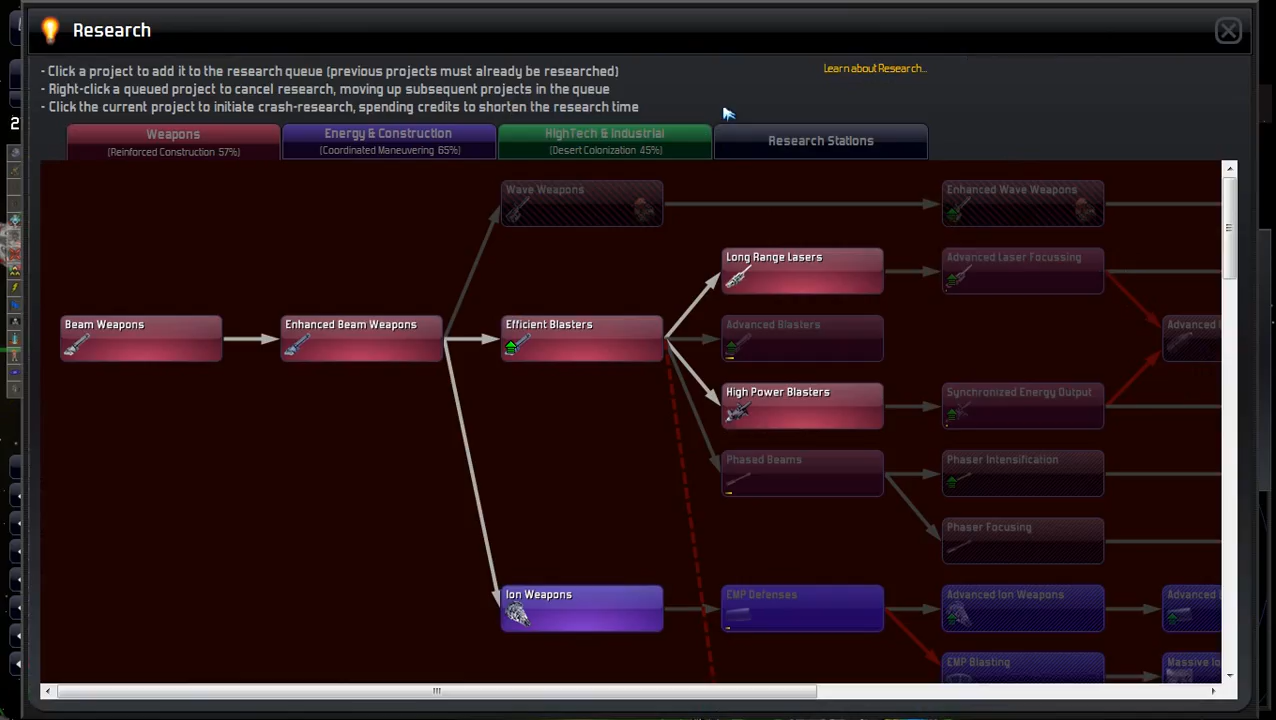 Research
- Click a project to add it to the research queue (previous projects must already be researched)
- Right-click a queued project to cancel research, moving up subsequent projects in the queue
- Click the current project to initiate crash-research, spending credits to shorten the research time
Learn about Research...
Weapons
(Reinforced Construction 57%)
Energy & Construction
(Coordinated Maneuvering 65%)
HighTech & Industrial
(Desert Colonization 45%)
Research Stations
Wave Weapons
Enhanced Wave Weapons
Long Range Lasers
Advanced Laser Focussing
Beam Weapons
Enhanced Beam Weapons
Efficient Blasters
Advanced Blasters
Advanced
High Power Blasters
Synchronized Energy Output
Phased Beams
Phaser Intensification
Phaser Focusing
Ion Weapons
EMP Defenses
Advanced Ion Weapons
Advanced
EMP Blasting
Massive
2